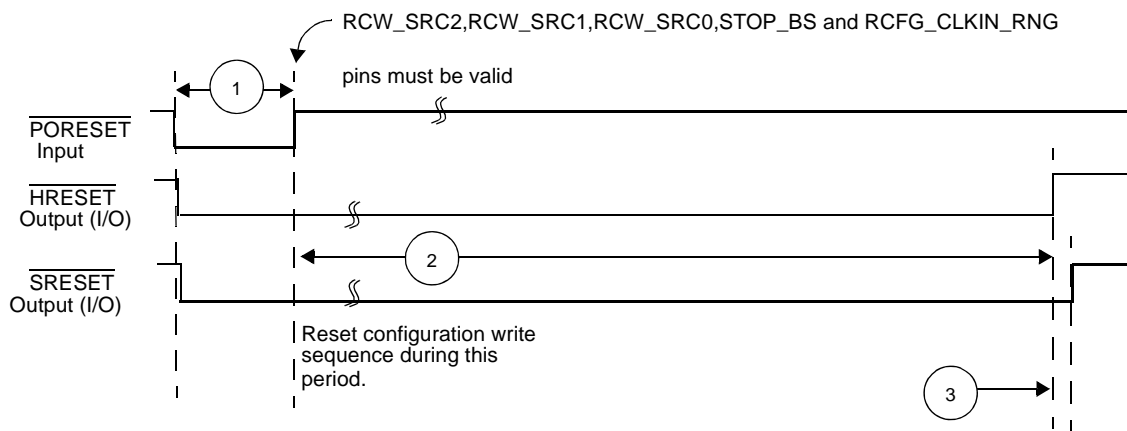 RCW_SRC2,RCW_SRC1,RCW_SRC0,STOP_BS and RCFG_CLKIN_RNG
pins must be valid
1
PORESET
Input
HRESET
Output (I/O)
2
SRESET
Output (I/O)
Reset configuration write
sequence during this
period.
3